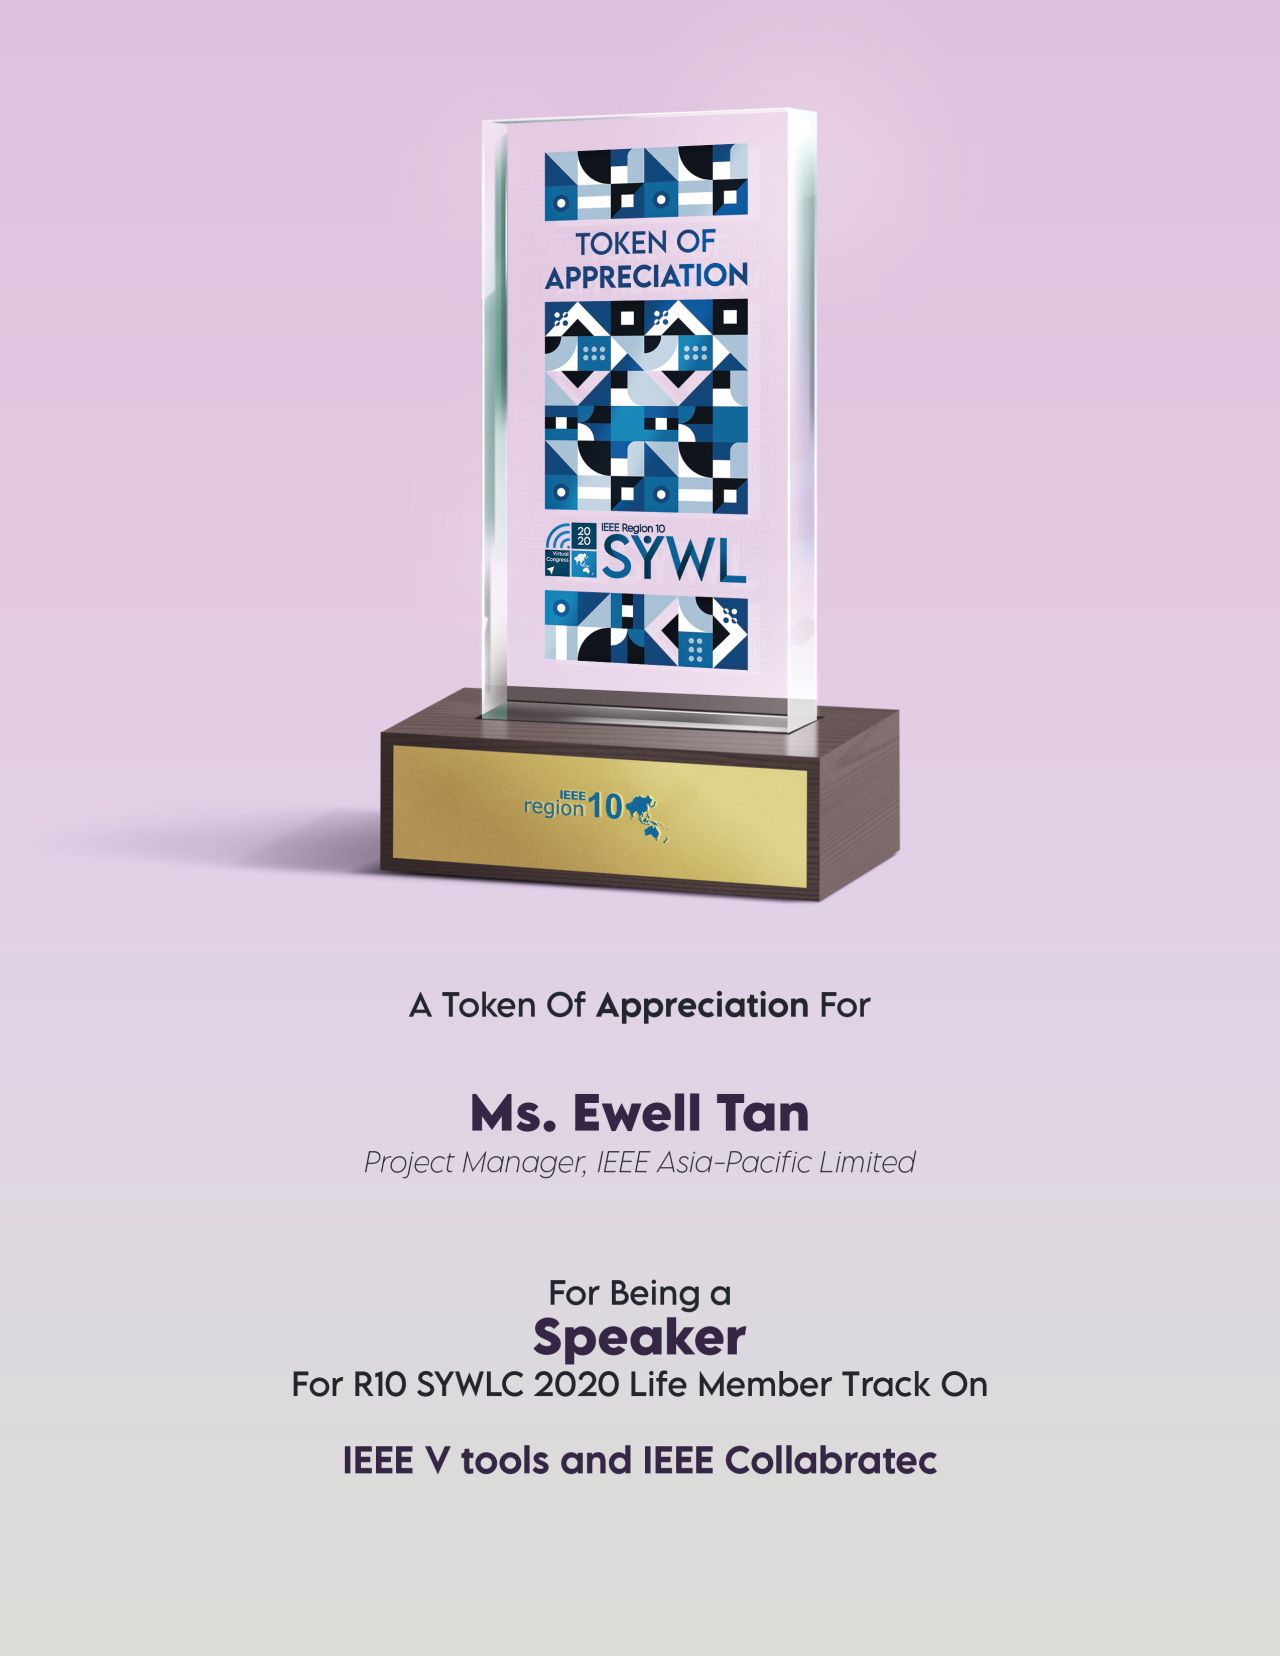 TOKEN OF
APPRECIATION
20
20
Virtual
Congress
IEEE Region 10
SYWL
IEEE
region 10
A Token Of Appreciation For
Ms. Ewell Tan
Project Manager, IEEE Asia-Pacific Limited
For Being a
Speaker
For R10 SYWLC 2020 Life Member Track On
IEEE V tools and IEEE Collabratec